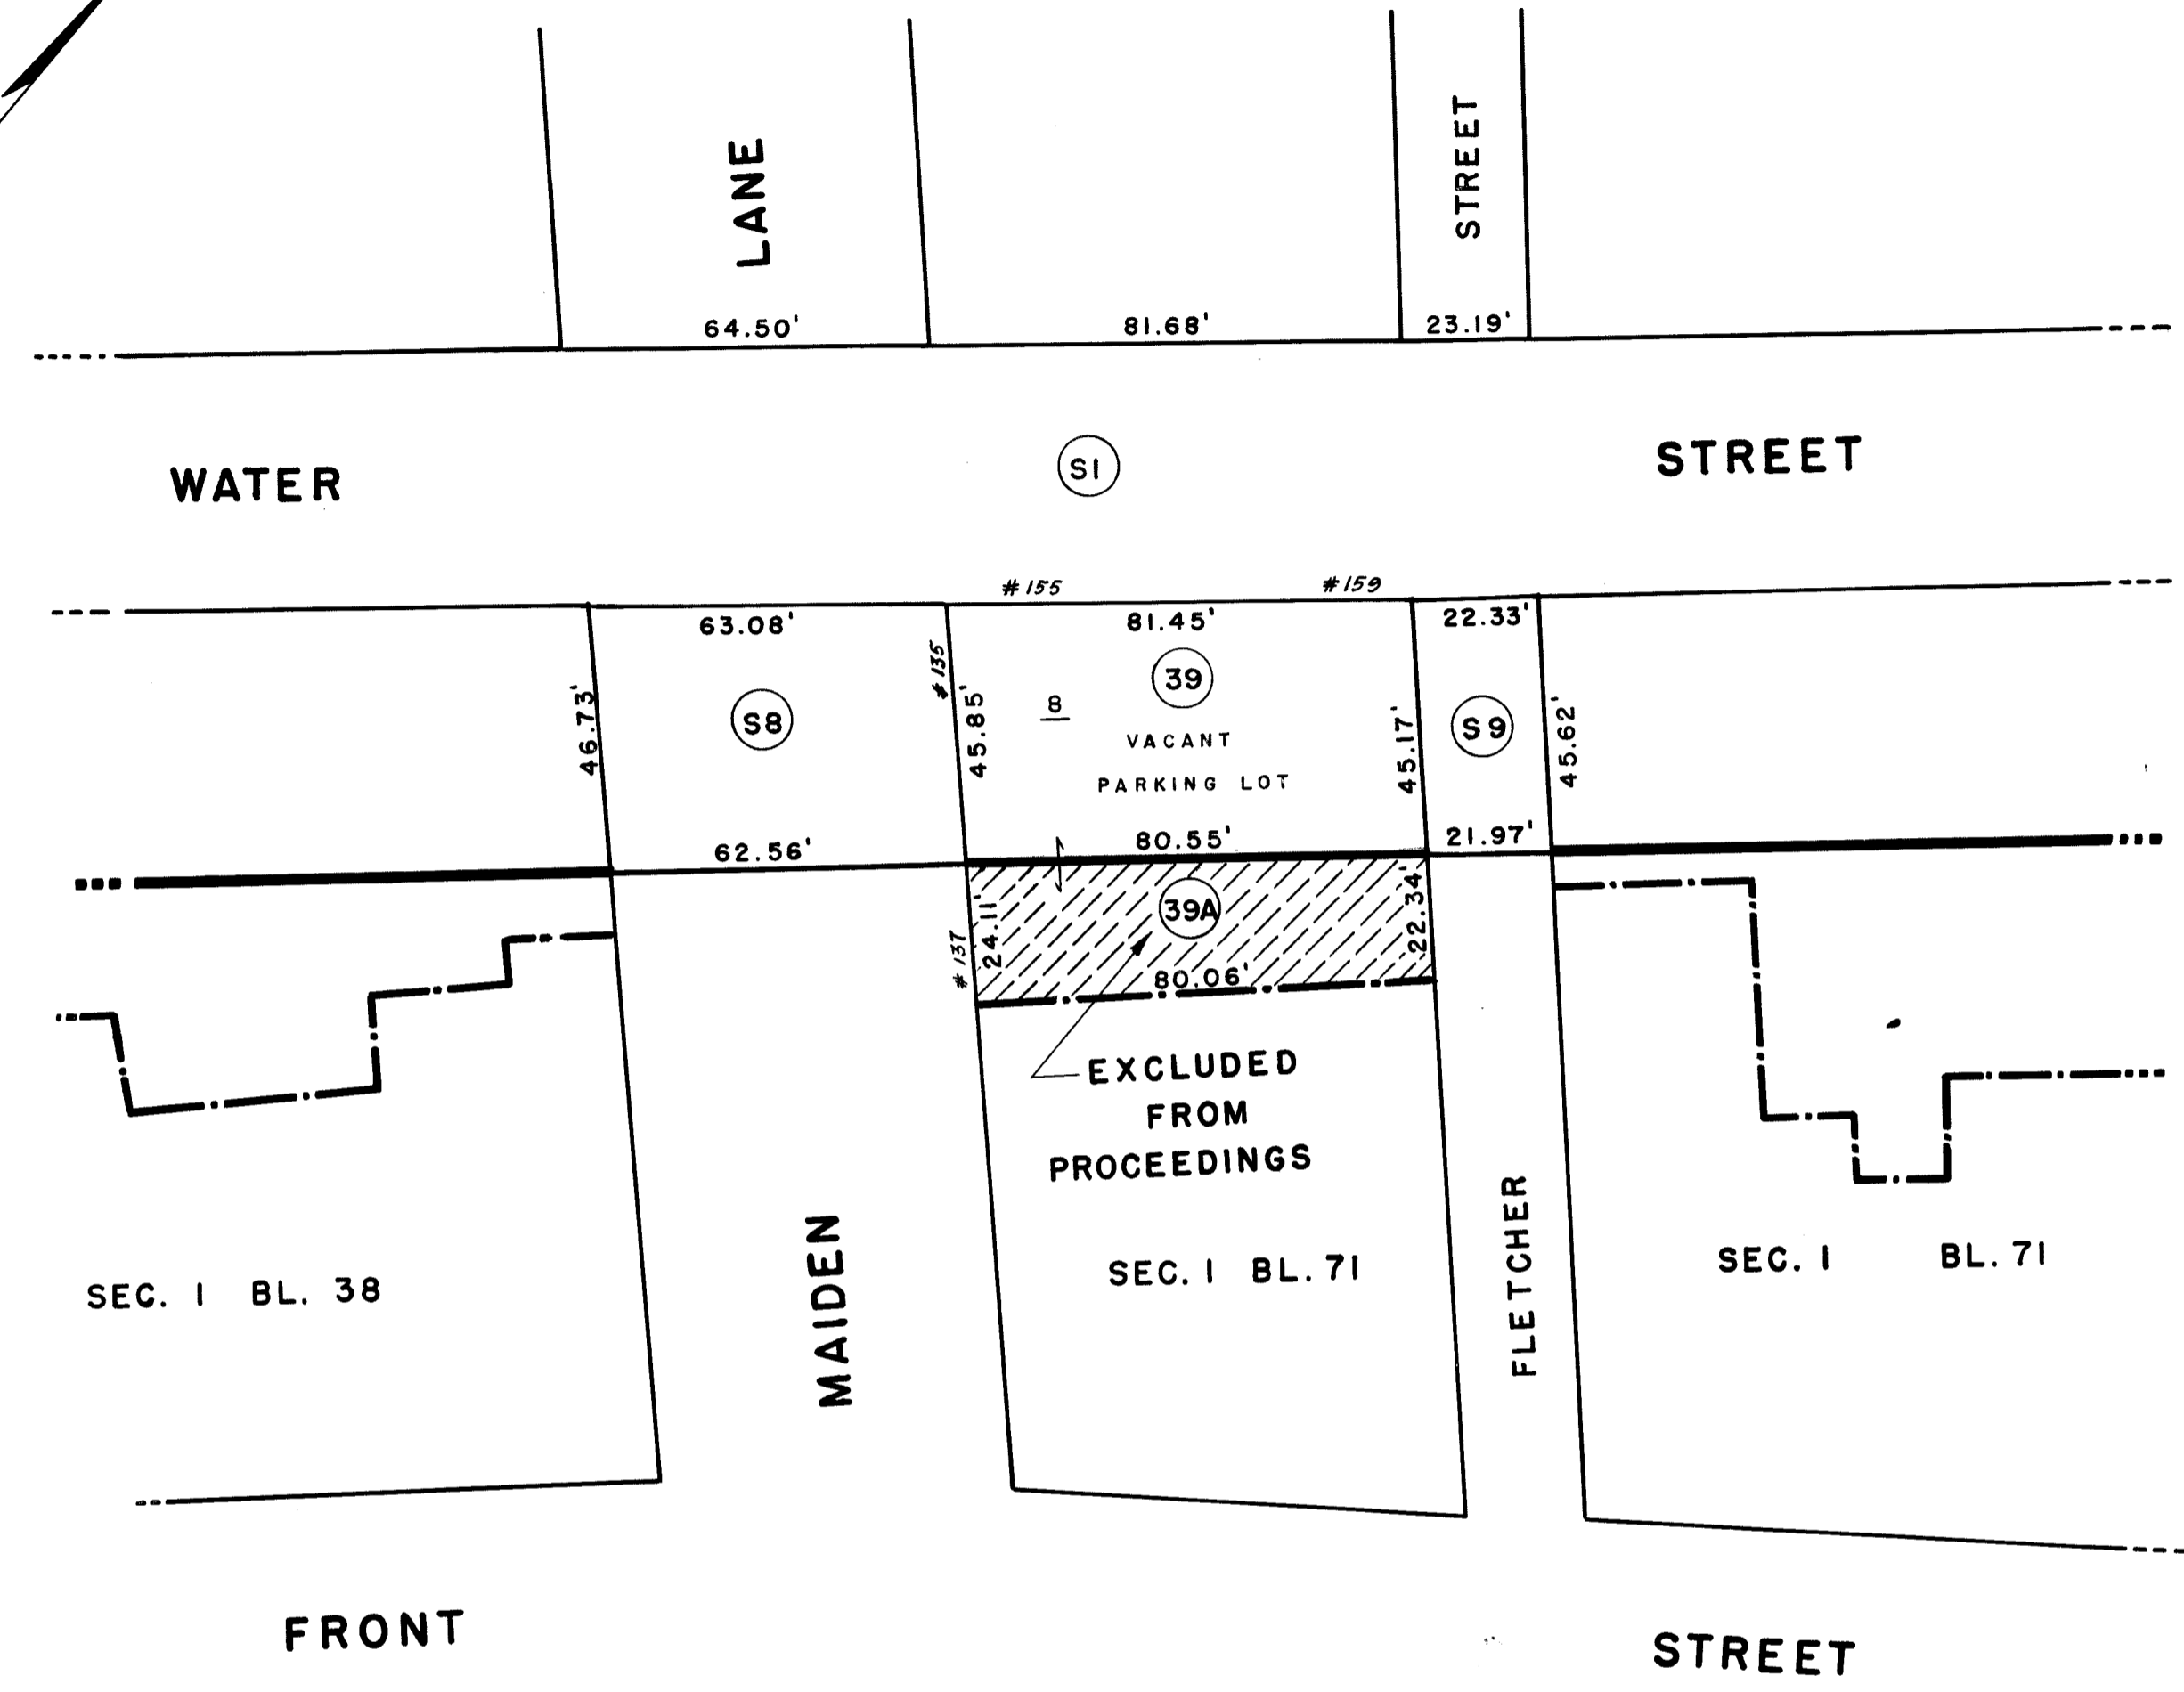 LANE
STREET
64.50'
81.68'
23.19'
WATER
S1
STREET
#155
#159
63.08'
81.45'
22.33'
#135
46.73'
S8
45.85'
8
39
VACANT
PARKING LOT
45.17'
S9
45.62'
62.56'
80.55'
21.97'
#137
24.11'
39A
22.34'
80.06'
EXCLUDED
FROM
PROCEEDINGS
MAIDEN
FLETCHER
SEC. 1 BL. 38
SEC. 1 BL. 71
SEC. 1 BL. 71
FRONT
STREET